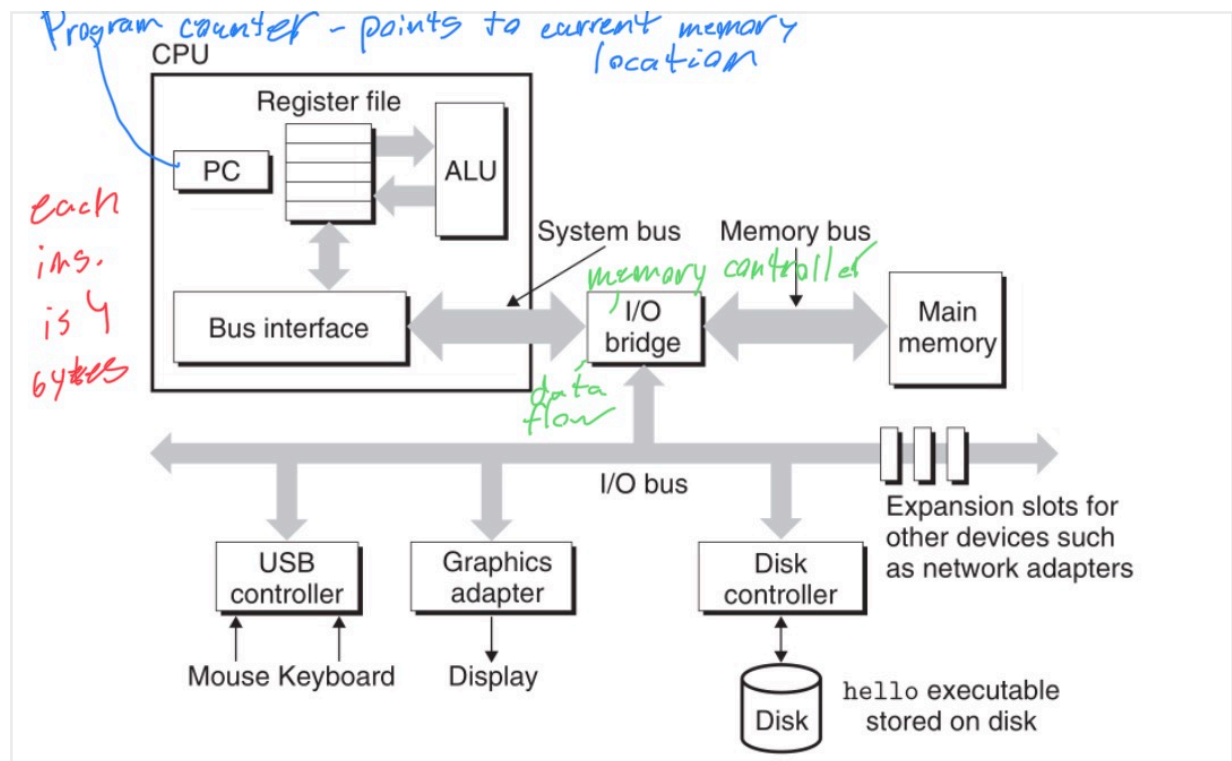 Program counter - points to current memory
location
CPU
Register file
PC
ALU
each
ins.
is 4
bytes
System bus
Memory bus
memory controller
Bus interface
I/O
bridge
Main
memory
data
flow
I/O bus
Expansion slots for
other devices such
as network adapters
USB
controller
Graphics
adapter
Disk
controller
Mouse Keyboard
Display
Disk
hello executable
stored on disk